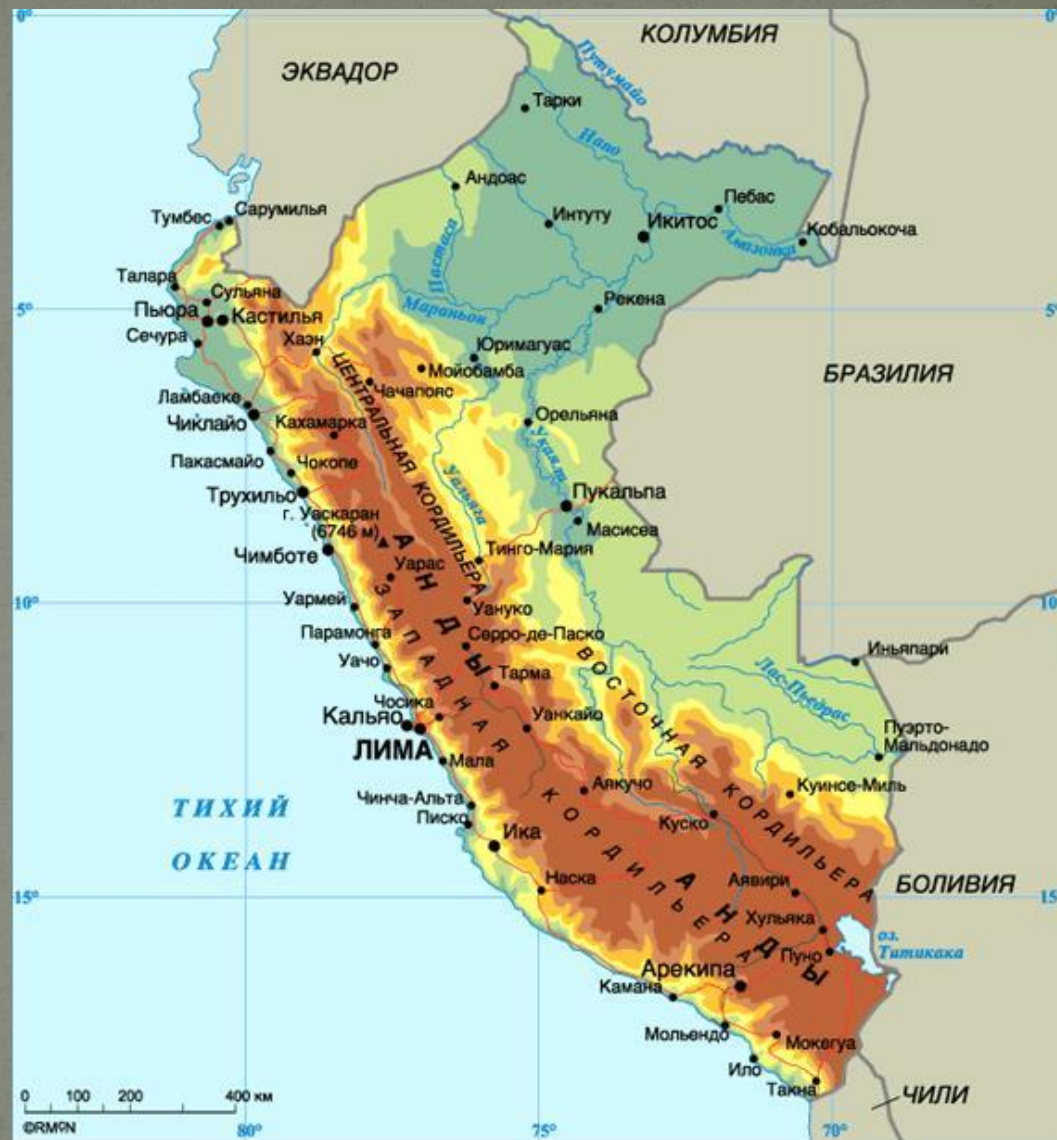 0°
0°
КОЛУМБИЯ
ЭКВАДОР
Путумайо
Тарки
Напо
Андоас
Пебас
Интуту
Икитос
Сарумилья
Тумбес
Амазонка
Кобальокоча
Пастаса
Талара
Сульяна
Мараньон
Рекена
5°
5°
Пьюра
Кастилья
Сечура
Хаэн
Юримагуас
Мойобамба
БРАЗИЛИЯ
Чачапояс
ЦЕНТРАЛЬНАЯ КОРДИЛЬЕРА
Ламбаеке
Чиклайо
Кахамарка
Орельяна
Укаяли
Пакасмайо
Чокопе
Уальяга
Трухильо
Пукальпа
г. Уаскаран
(6746 м)
Масисеа
Чимботе
АНДЫ
Тинго-Мария
Уарас
10°
10°
Уармей
ЗАПАДНАЯ КОРДИЛЬЕРА
Уануко
Парамонга
Серро-де-Паско
ВОСТОЧНАЯ КОРДИЛЬЕРА
Иньяпари
Уачо
Тарма
Лас-Пьедрас
Чосика
Кальяо
Уанкайо
Пуэрто-
Мальдонадо
ЛИМА
Мала
Аякучо
Куинсе-Миль
ТИХИЙ
ОКЕАН
Чинча-Альта
Писко
Куско
Ика
Наска
АНДЫ
Аявири
БОЛИВИЯ
15°
15°
Хульяка
оз.
Титикака
Пуно
Арекипа
Камана
Мольендо
Мокегуа
Ило
Такна
ЧИЛИ
0 100 200 400 км
80°
75°
70°